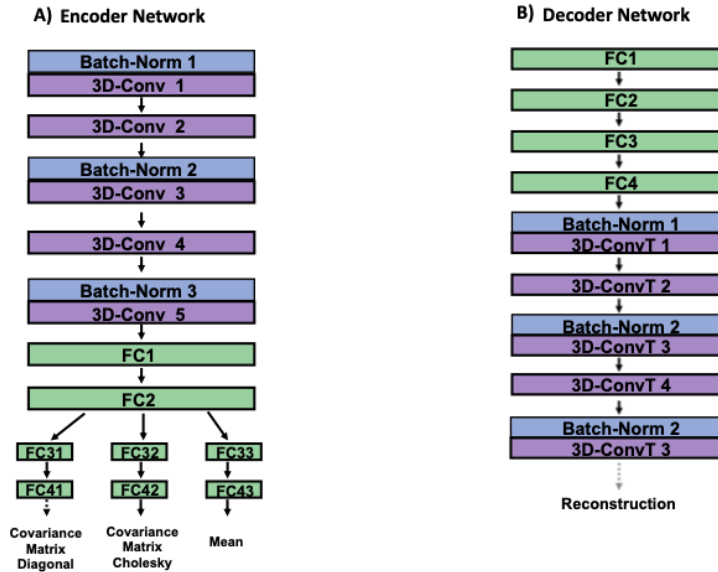 A) Encoder Network
Batch-Norm 1
3D-Conv 1
3D-Conv 2
Batch-Norm 2
3D-Conv 3
3D-Conv 4
Batch-Norm 3
3D-Conv 5
FC1
FC2
FC31 FC32 FC33
FC41 FC42 FC43
Covariance
Matrix
Diagonal
Covariance
Matrix
Cholesky
Mean
B) Decoder Network
FC1
FC2
FC3
FC4
Batch-Norm 1
3D-ConvT 1
3D-ConvT 2
Batch-Norm 2
3D-ConvT 3
3D-ConvT 4
Batch-Norm 2
3D-ConvT 3
Reconstruction